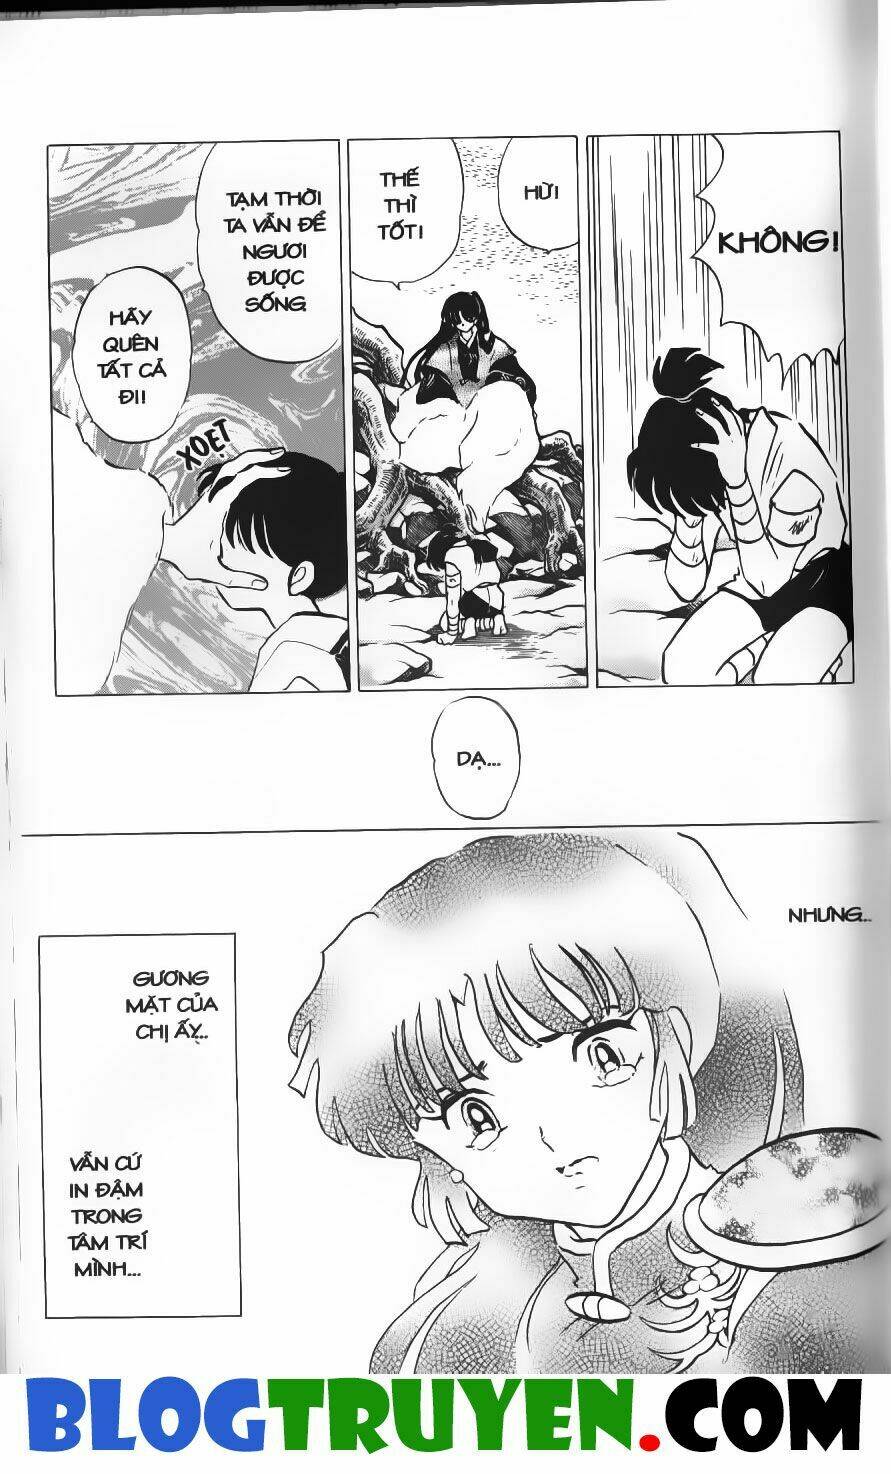 KHÔNG!
HỪ!
THẾ
THÌ
TỐT!
TẠM THỜI
TA VẪN ĐỂ
NGƯƠI
ĐƯỢC
SỐNG.
HÃY
QUÊN
TẤT CẢ
ĐI!
XOẸT
DẠ...
NHƯNG...
GƯƠNG
MẶT CỦA
CHỊ ẤY...
VẪN CỨ
IN ĐẬM
TRONG
TÂM TRÍ
MÌNH...
BLOGTRUYEN.COM